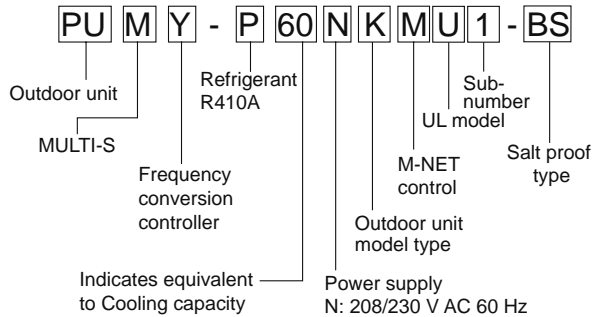 PU M Y - P 60 N K M U 1 - BS
Outdoor unit
MULTI-S
Frequency
conversion
controller
Refrigerant
R410A
Indicates equivalent
to Cooling capacity
Power supply
N: 208/230 V AC 60 Hz
Outdoor unit
model type
M-NET
control
UL model
Sub-
number
Salt proof
type